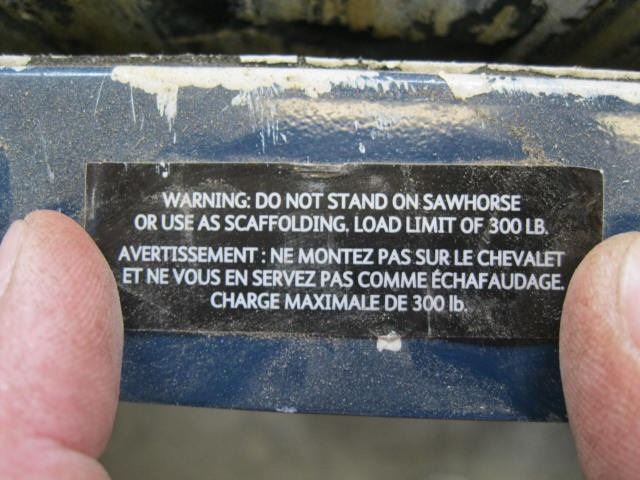 WARNING: DO NOT STAND ON SAWHORSE
OR USE AS SCAFFOLDING. LOAD LIMIT OF 300 LB.
AVERTISSEMENT : NE MONTEZ PAS SUR LE CHEVALET
ET NE VOUS EN SERVEZ PAS COMME ÉCHAFAUDAGE.
CHARGE MAXIMALE DE 300 lb.